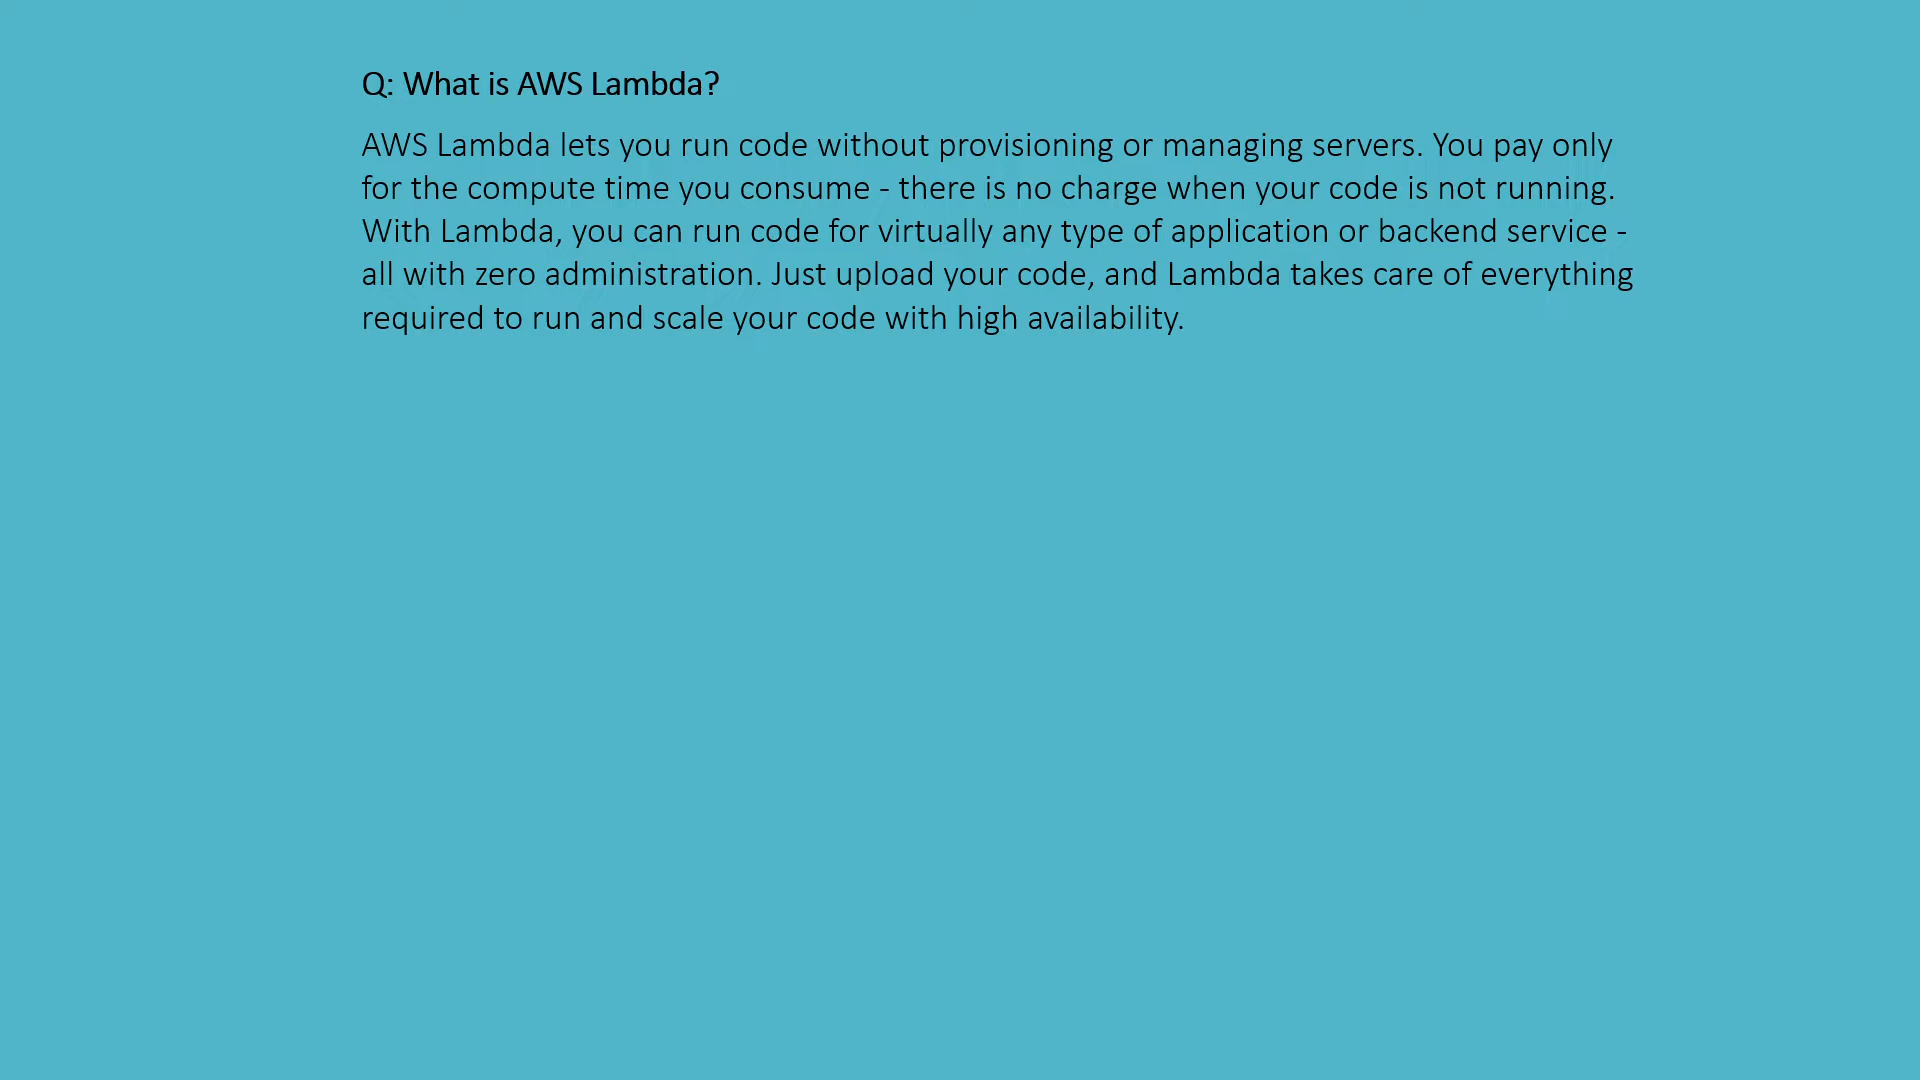 Q: What is AWS Lambda?
AWS Lambda lets you run code without provisioning or managing servers. You pay only
for the compute time you consume - there is no charge when your code is not running.
With Lambda, you can run code for virtually any type of application or backend service -
all with zero administration. Just upload your code, and Lambda takes care of everything
required to run and scale your code with high availability.